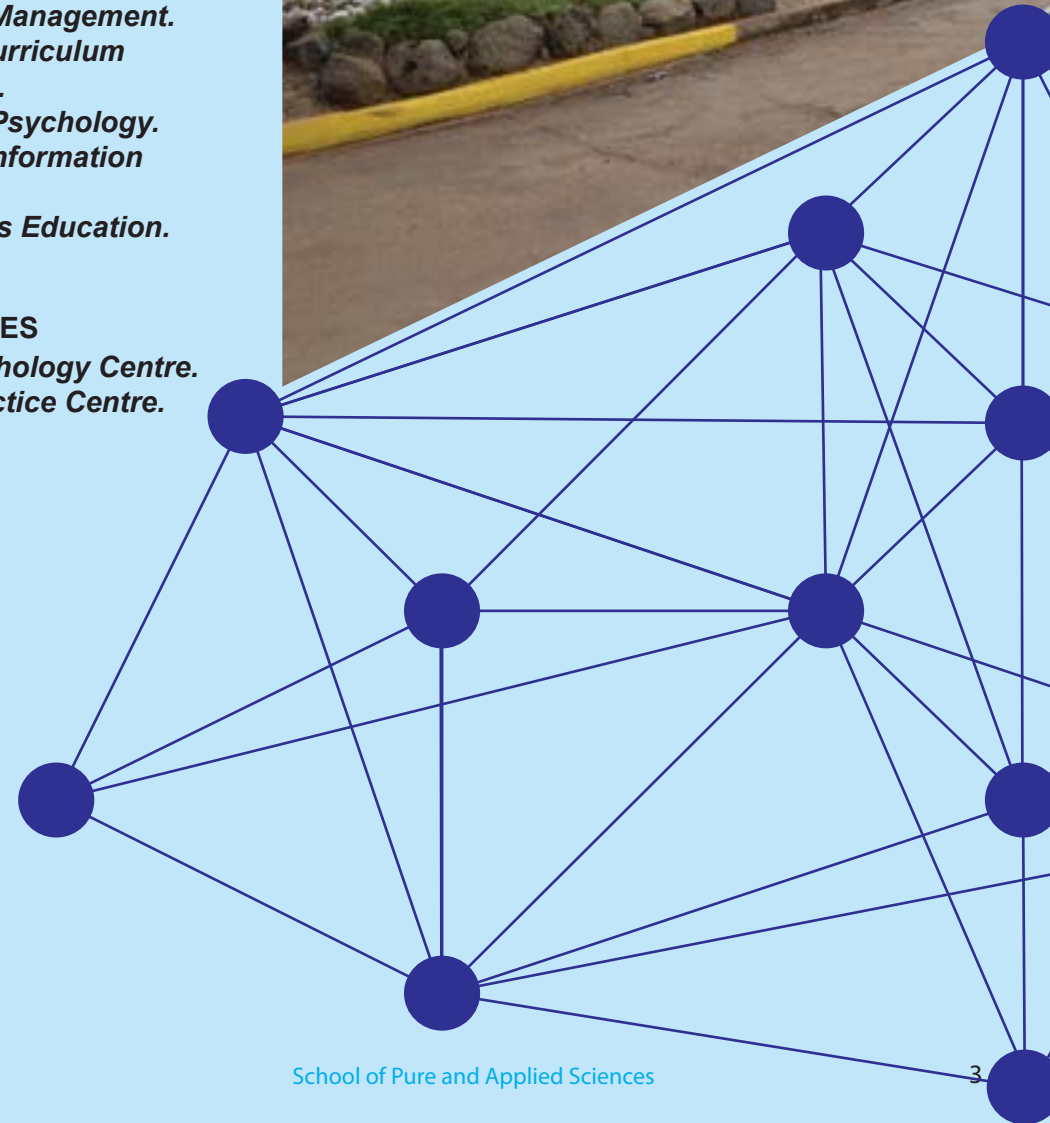 Management.
urriculum
.
Psychology.
nformation
s Education.
ES
hology Centre.
ctice Centre.
School of Pure and Applied Sciences
3